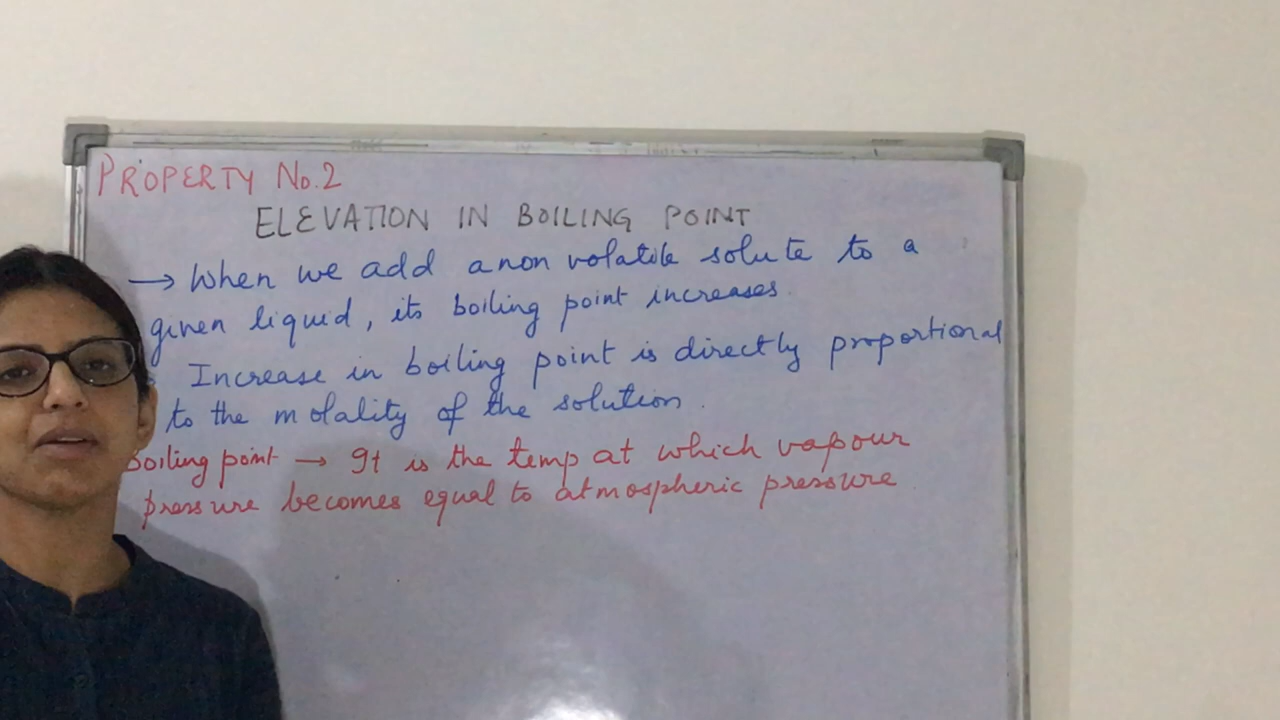 PROPERTY No.2
ELEVATION IN BOILING POINT
→ When we add a non volatile solute to a
given liquid, its boiling point increases.
Increase in boiling point is directly proportional
to the molality of the solution.
Boiling point → It is the temp at which vapour
pressure becomes equal to atmospheric pressure